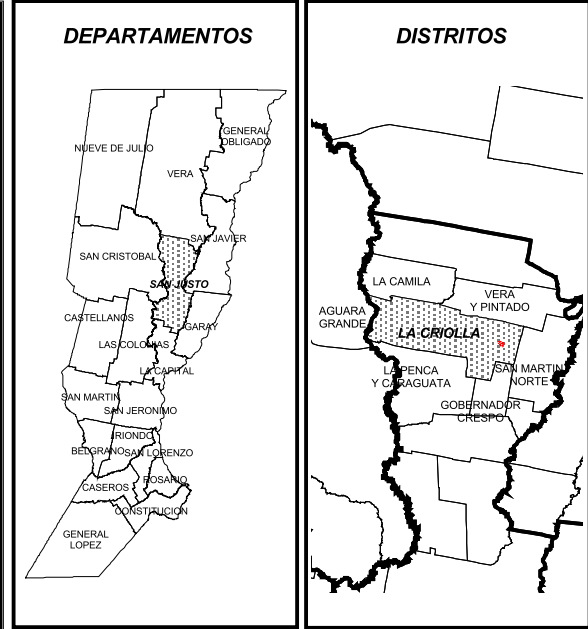 DEPARTAMENTOS
GENERAL
OBLIGADO
NUEVE DE JULIO
VERA
SAN JAVIER
SAN CRISTOBAL
SAN JUSTO
CASTELLANOS
GARAY
LAS COLONIAS
LA CAPITAL
SAN MARTIN
SAN JERONIMO
IRIONDO
BELGRANO
SAN LORENZO
CASEROS
ROSARIO
CONSTITUCION
GENERAL
LOPEZ
DISTRITOS
LA CAMILA
VERA
Y PINTADO
AGUARA
GRANDE
LA CRIOLLA
LA PENCA
Y CARAGUATA
SAN MARTIN
NORTE
GOBERNADOR
CRESPO